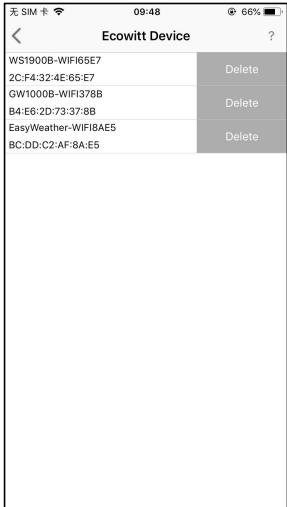 无 SIM 卡 09:48 66%
Ecowitt Device ?
WS1900B-WIFI65E7
2C:F4:32:4E:65:E7
Delete
GW1000B-WIFI378B
B4:E6:2D:73:37:8B
Delete
EasyWeather-WIFI8AE5
BC:DD:C2:AF:8A:E5
Delete